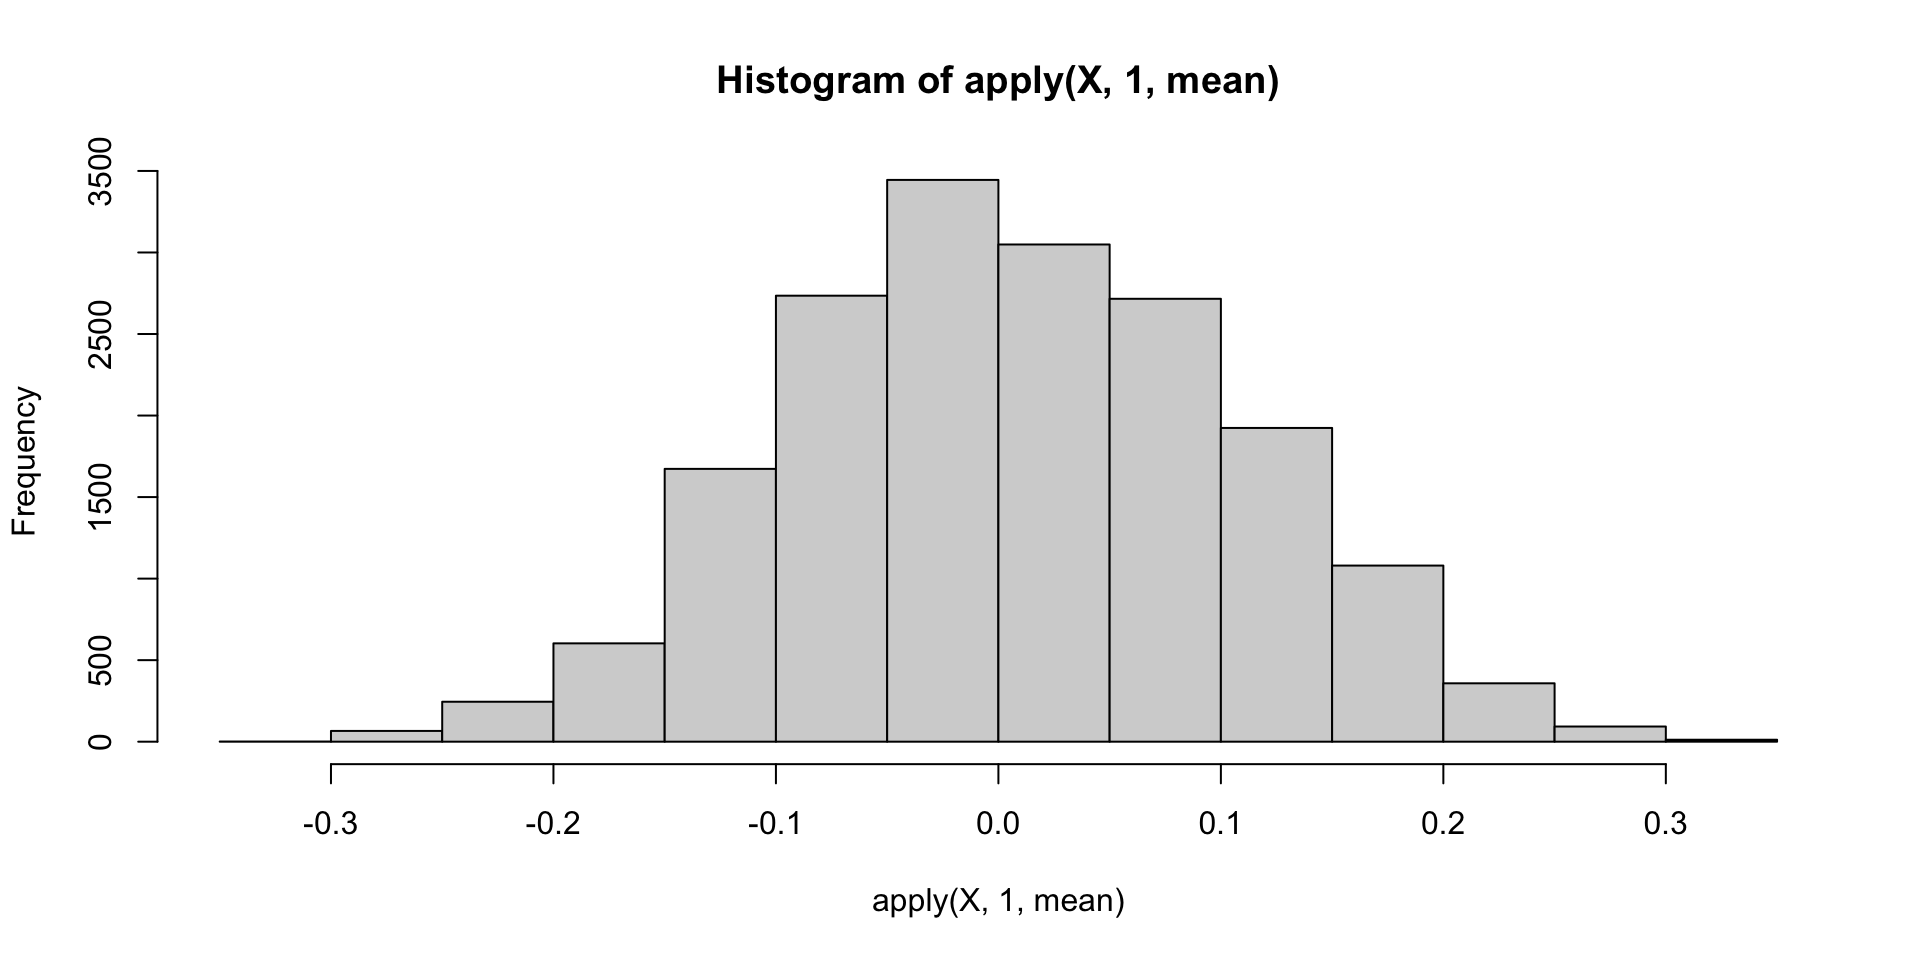 Histogram of apply(X, 1, mean)
Frequency
3500
2500
1500
500
0
-0.3 -0.2 -0.1 0.0 0.1 0.2 0.3
apply(X, 1, mean)